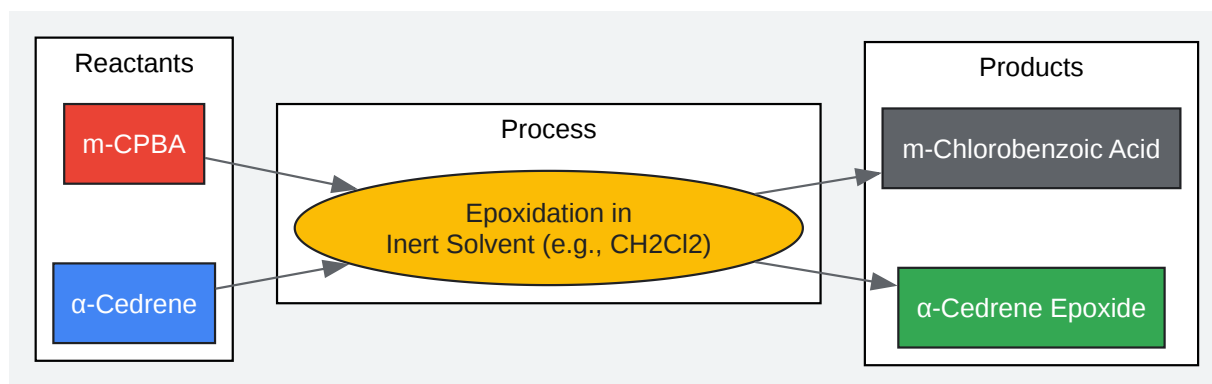 Reactants
m-CPBA
α-Cedrene
Process
Epoxidation in
Inert Solvent (e.g., CH2Cl2)
Products
m-Chlorobenzoic Acid
α-Cedrene Epoxide